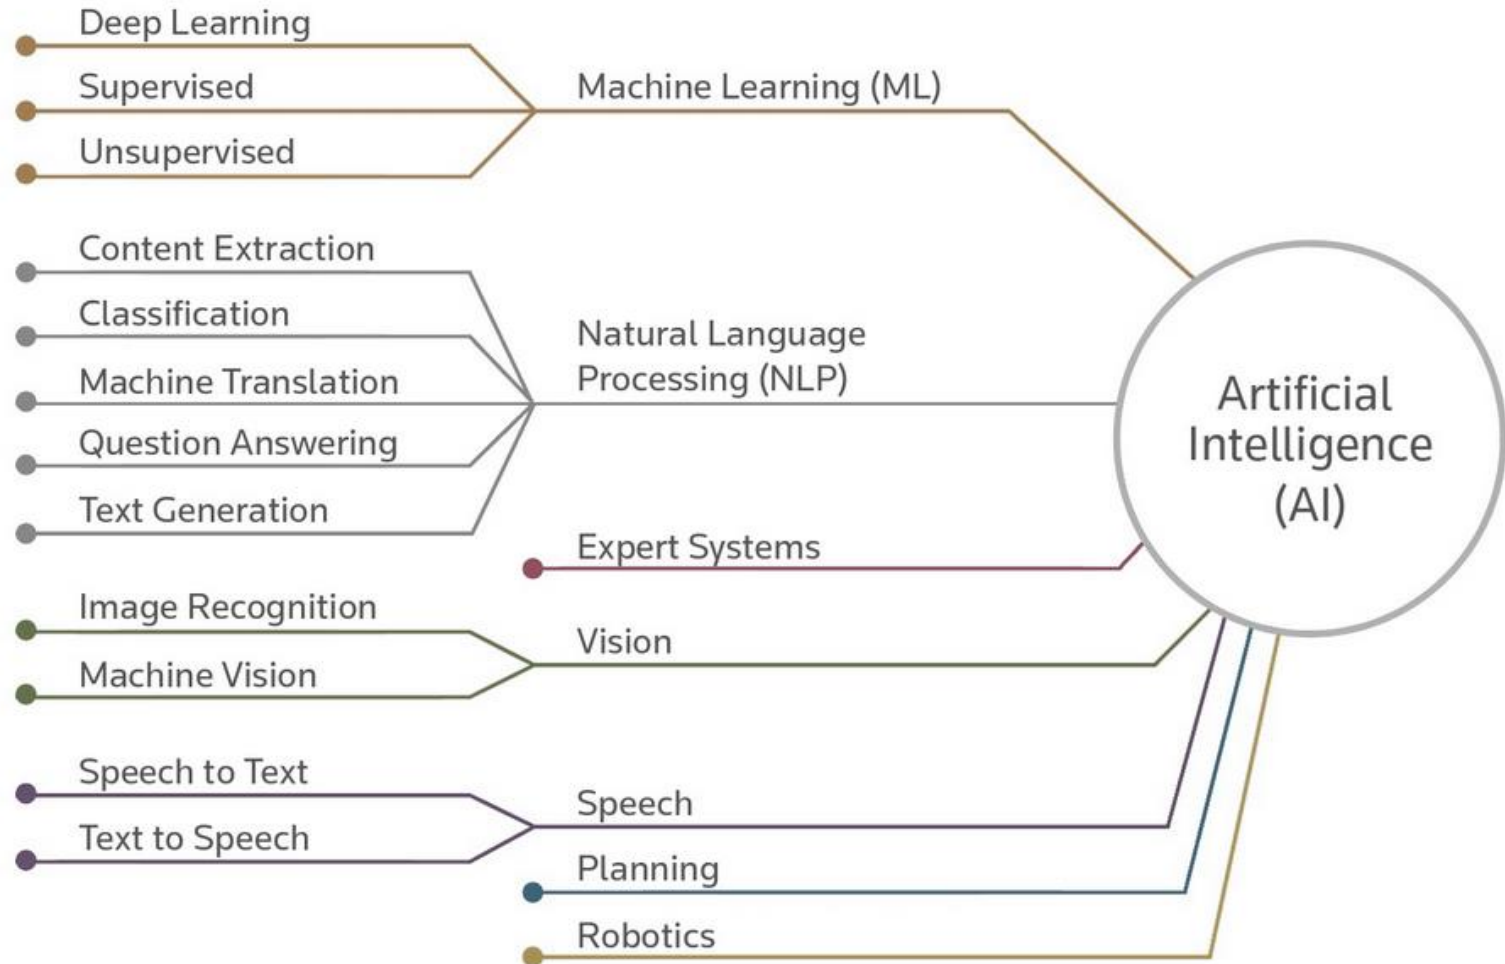 Deep Learning
Supervised
Unsupervised
Machine Learning (ML)
Content Extraction
Classification
Machine Translation
Question Answering
Text Generation
Natural Language
Processing (NLP)
Expert Systems
Image Recognition
Machine Vision
Vision
Speech to Text
Text to Speech
Speech
Planning
Robotics
Artificial
Intelligence
(AI)